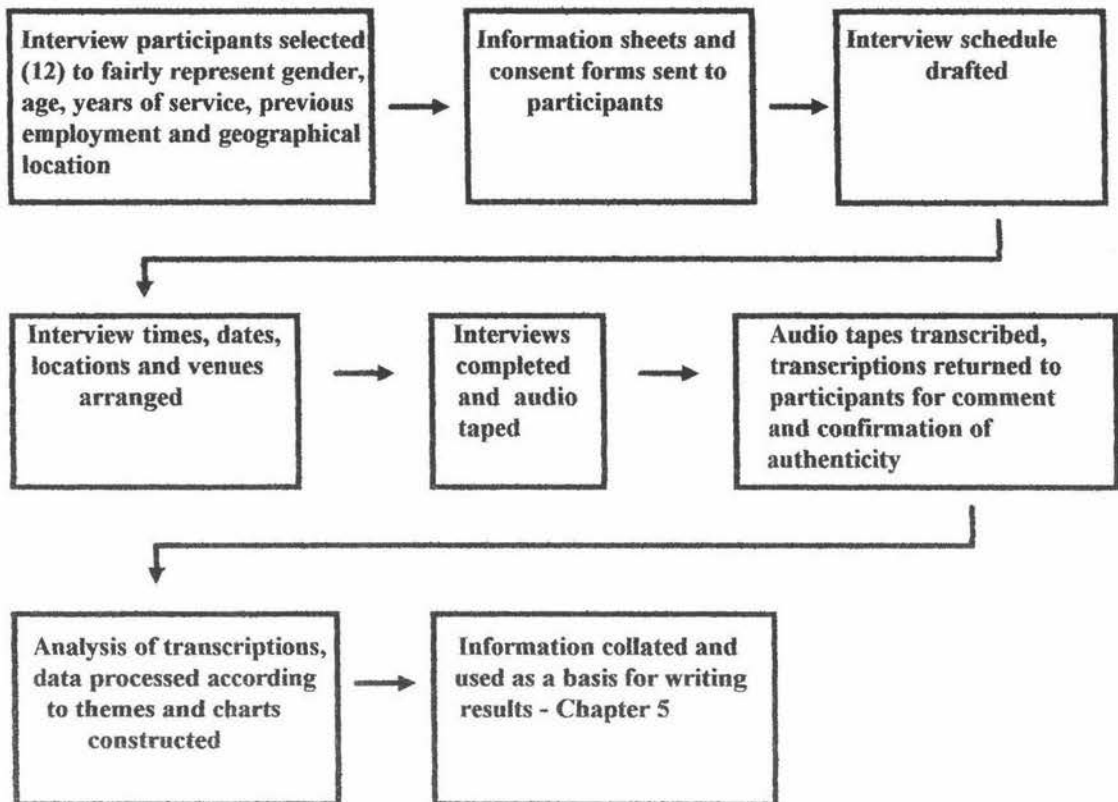 Interview participants selected
(12) to fairly represent gender,
age, years of service, previous
employment and geographical
location
Information sheets and
consent forms sent to
participants
Interview schedule
drafted
Interview times, dates,
locations and venues
arranged
Interviews
completed
and audio
taped
Audio tapes transcribed,
transcriptions returned to
participants for comment
and confirmation of
authenticity
Analysis of transcriptions,
data processed according
to themes and charts
constructed
Information collated and
used as a basis for writing
results - Chapter 5